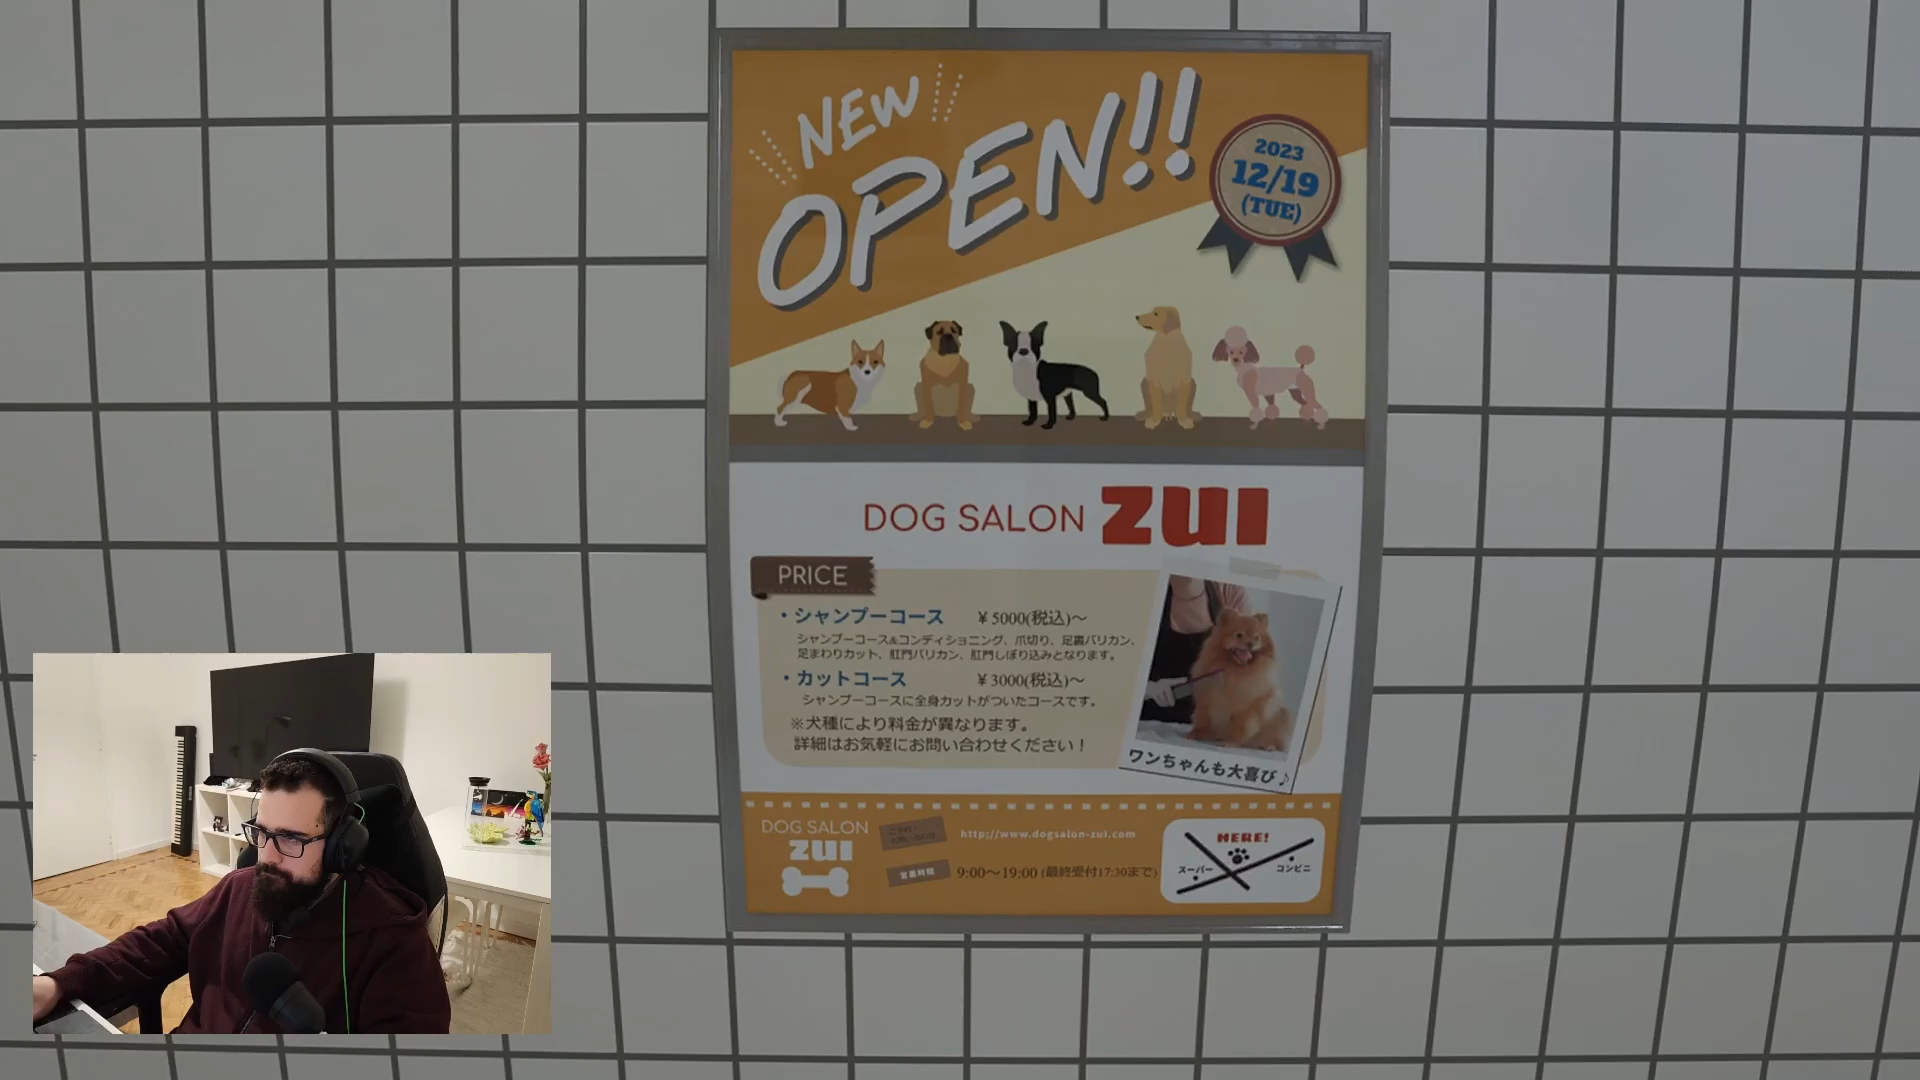 NEW
OPEN!!
2023
12/19
(TUE)
DOG SALON ZUI
PRICE
・シャンプーコース ¥5000(税込)～
シャンプーコース&コンディショニング、爪切り、足裏バリカン、
足まわりカット、肛門バリカン、肛門しぼり込みとなります。
・カットコース ¥3000(税込)～
シャンプーコースに全身カットがついたコースです。
※犬種により料金が異なります。
詳細はお気軽にお問い合わせください！
ワンちゃんも大喜び♪
DOG SALON
ZUI
http://www.dogsalon-zui.com
営業時間 9:00～19:00 (最終受付17:30まで)
HERE!
スーパー
コンビニ